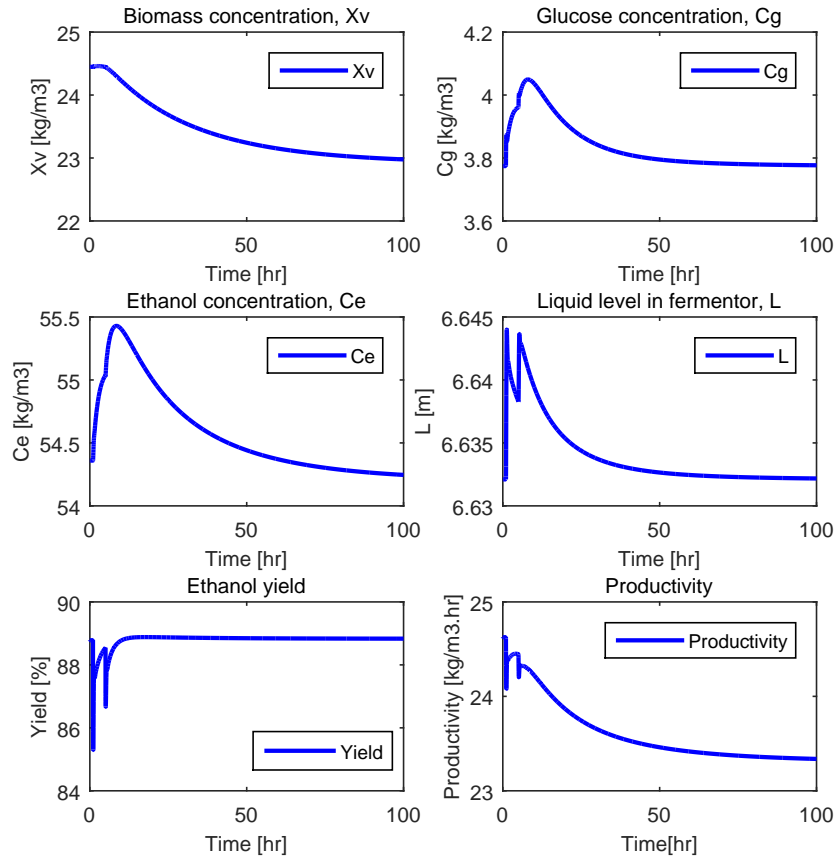 Biomass concentration, Xv
25
24
23
22
Xv [kg/m3]
Xv
0
50
100
Time [hr]
Glucose concentration, Cg
4.2
4
3.8
3.6
Cg [kg/m3]
Cg
0
50
100
Time [hr]
Ethanol concentration, Ce
55.5
55
54.5
54
Ce [kg/m3]
Ce
0
50
100
Time [hr]
Liquid level in fermentor, L
6.645
6.64
6.635
6.63
L [m]
L
0
50
100
Time [hr]
Ethanol yield
90
88
86
84
Yield [%]
Yield
0
50
100
Time [hr]
Productivity
25
24
23
Productivity [kg/m3.hr]
Productivity
0
50
100
Time[hr]